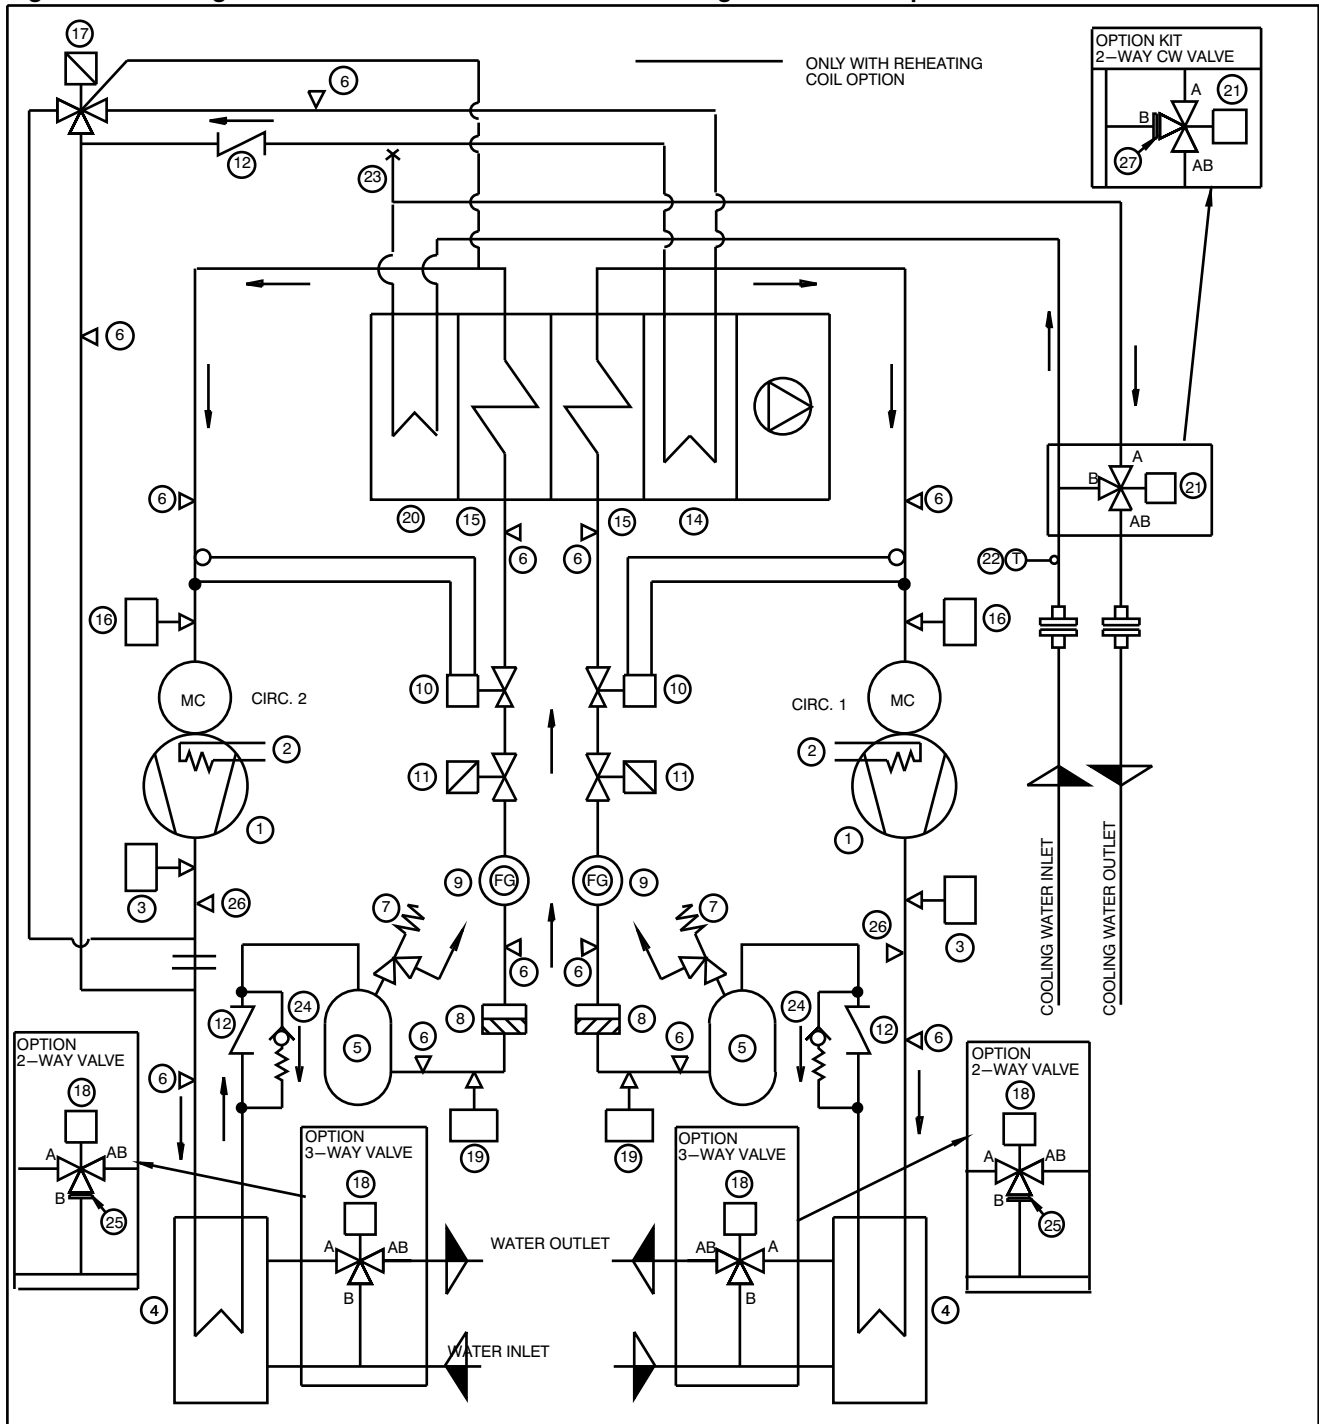 17
6
ONLY WITH REHEATING
COIL OPTION
OPTION KIT
2–WAY CW VALVE
A
21
B
27
AB
12
23
6
A
B
21
AB
6
20
15
15
14
6
6
6
22
T
16
16
MC
CIRC. 2
10
10
CIRC. 1
MC
2
2
11
11
1
1
3
26
9
FG
FG
9
7
7
26
3
COOLING WATER INLET
COOLING WATER OUTLET
6
6
12
24
5
8
8
24
5
12
6
6
6
6
OPTION
2–WAY VALVE
18
A
AB
B
25
OPTION
3–WAY VALVE
18
A
AB
B
19
19
OPTION
3–WAY VALVE
18
AB
A
B
OPTION
2–WAY VALVE
18
A
AB
B
25
WATER OUTLET
4
4
WATER INLET